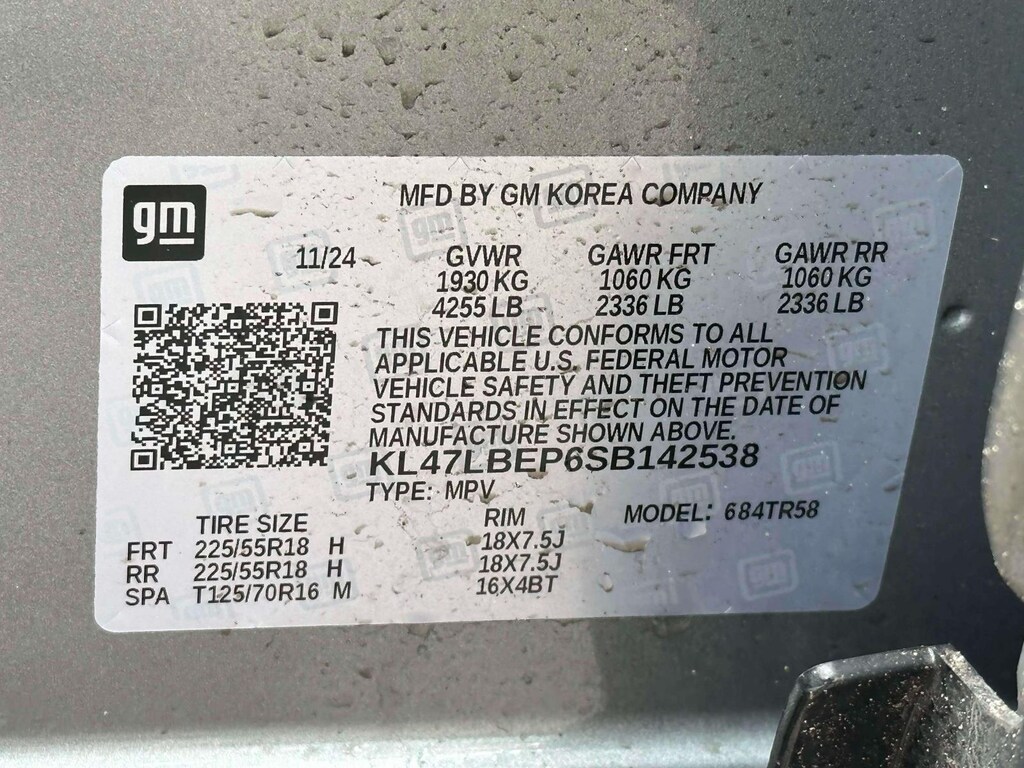 gm
MFD BY GM KOREA COMPANY
11/24 GVWR GAWR FRT GAWR RR
1930 KG 1060 KG 1060 KG
4255 LB 2336 LB 2336 LB
THIS VEHICLE CONFORMS TO ALL
APPLICABLE U.S. FEDERAL MOTOR
VEHICLE SAFETY AND THEFT PREVENTION
STANDARDS IN EFFECT ON THE DATE OF
MANUFACTURE SHOWN ABOVE.
KL47LBEP6SB142538
TYPE: MPV
TIRE SIZE RIM MODEL: 684TR58
FRT 225/55R18 H 18X7.5J
RR 225/55R18 H 18X7.5J
SPA T125/70R16 M 16X4BT